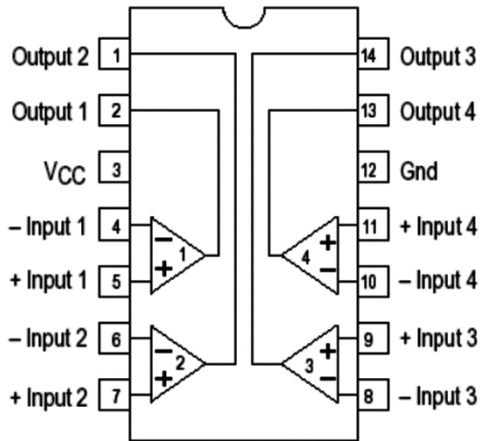 Output 2 1 14 Output 3
Output 1 2 13 Output 4
VCC 3 12 Gnd
– Input 1 4 11 + Input 4
– + 1 4 + –
+ Input 1 5 10 – Input 4
– Input 2 6 9 + Input 3
– + 2 3 + –
+ Input 2 7 8 – Input 3